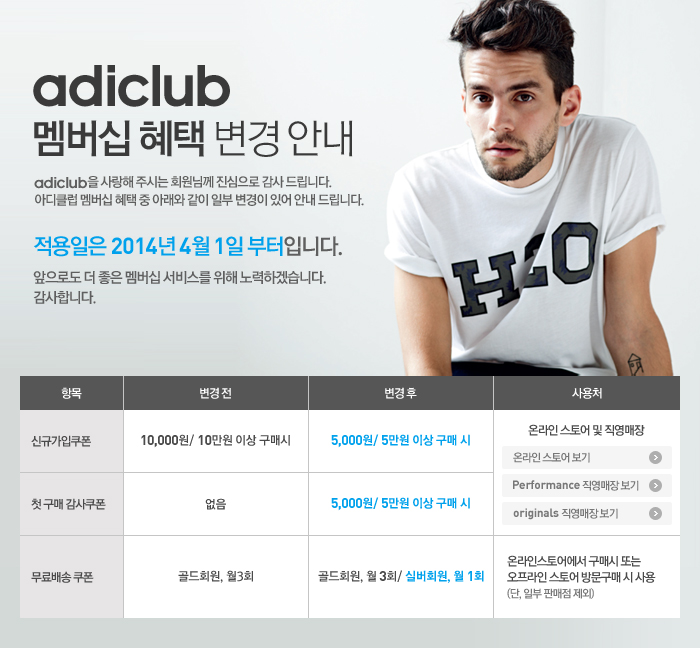 adiclub
멤버십 혜택 변경 안내
adiclub을 사랑해 주시는 회원님께 진심으로 감사 드립니다.
아디클럽 멤버십 혜택 중 아래와 같이 일부 변경이 있어 안내 드립니다.
적용일은 2014년 4월 1일 부터입니다.
앞으로도 더 좋은 멤버십 서비스를 위해 노력하겠습니다.
감사합니다.
H2O
항목 변경 전 변경 후 사용처
신규가입쿠폰 10,000원/ 10만원 이상 구매시 5,000원/ 5만원 이상 구매 시
온라인 스토어 및 직영매장
온라인 스토어 보기
Performance 직영매장 보기
originals 직영매장 보기
첫 구매 감사쿠폰 없음 5,000원/ 5만원 이상 구매 시
무료배송 쿠폰 골드회원, 월3회 골드회원, 월 3회/ 실버회원, 월 1회
온라인스토어에서 구매시 또는
오프라인 스토어 방문구매 시 사용
(단, 일부 판매점 제외)